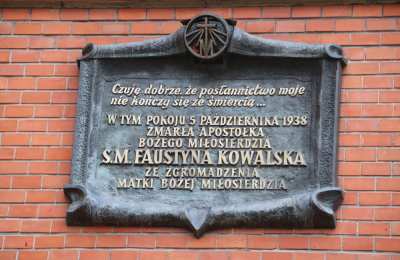 Czuję dobrze, że posłannictwo moje
nie kończy się ze śmiercią...
W TYM POKOJU 5 PAŹDZIERNIKA 1938
ZMARŁA APOSTOŁKA
BOŻEGO MIŁOSIERDZIA
S.M. FAUSTYNA KOWALSKA
ZE ZGROMADZENIA
MATKI BOŻEJ MIŁOSIERDZIA